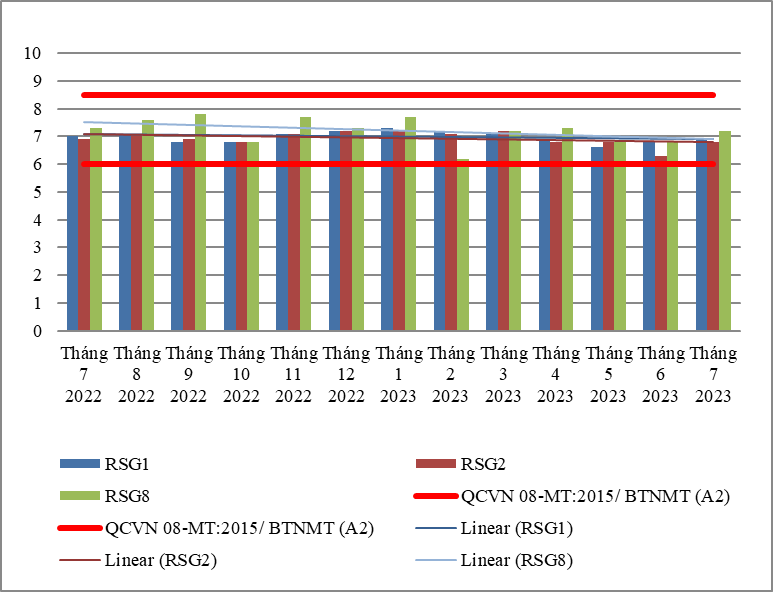 10
9
8
7
6
5
4
3
2
1
0
Tháng Tháng Tháng Tháng Tháng Tháng Tháng Tháng Tháng Tháng Tháng Tháng Tháng
7 8 9 10 11 12 1 2 3 4 5 6 7
2022 2022 2022 2022 2022 2022 2023 2023 2023 2023 2023 2023 2023
RSG1 RSG2
RSG8 QCVN 08-MT:2015/ BTNMT (A2)
QCVN 08-MT:2015/ BTNMT (A2) Linear (RSG1)
Linear (RSG2) Linear (RSG8)